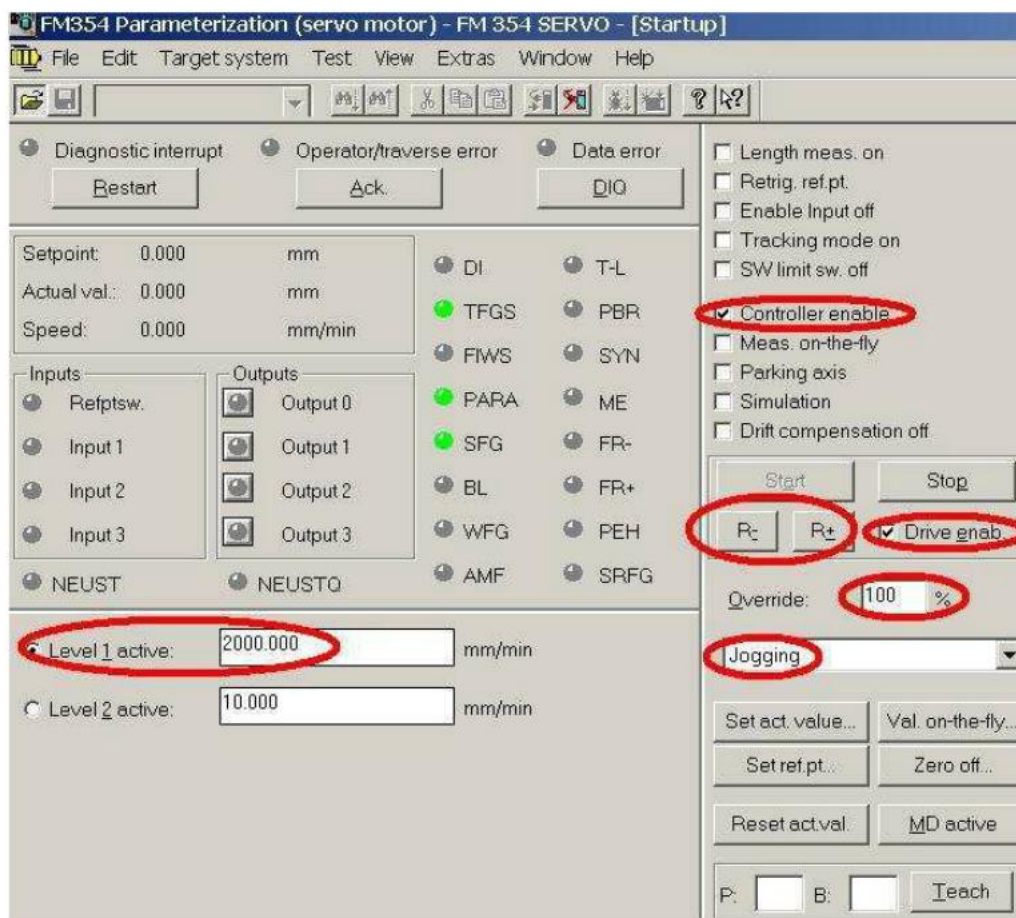 FM354 Parameterization (servo motor) - FM 354 SERVO - [Startup]
File Edit Target system Test View Extras Window Help
Diagnostic interrupt Operator/traverse error Data error
Restart Ack. DIQ
Setpoint: 0.000 mm
Actual val.: 0.000 mm
Speed: 0.000 mm/min
Inputs
Refptsw.
Input 1
Input 2
Input 3
Outputs
Output 0
Output 1
Output 2
Output 3
NEUST NEUSTQ
DI T-L
TFGS PBR
FIWS SYN
PARA ME
SFG FR-
BL FR+
WFG PEH
AMF SRFG
Level 1 active: 2000.000 mm/min
Level 2 active: 10.000 mm/min
Length meas. on
Retrig. ref.pt.
Enable Input off
Tracking mode on
SW limit sw. off
Controller enable
Meas. on-the-fly
Parking axis
Simulation
Drift compensation off
Start Stop
R- R+ Drive enab.
Override: 100 %
Jogging
Set act. value... Val. on-the-fly...
Set ref.pt... Zero off...
Reset act.val. MD active
P: B: Teach